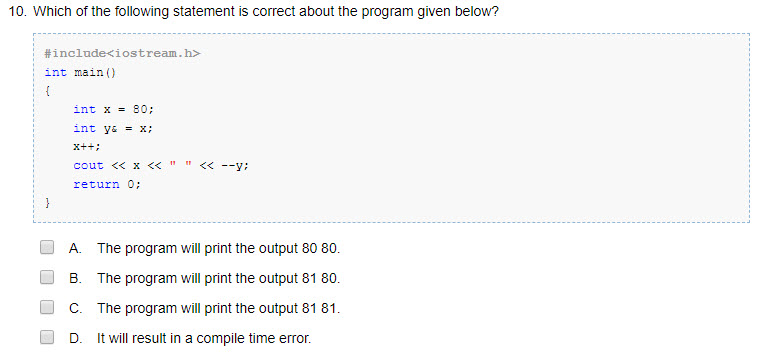 10. Which of the following statement is correct about the program given below?
#include<iostream.h>
int main()
{
int x = 80;
int y& = x;
x++;
cout << x << " " << --y;
return 0;
}
A. The program will print the output 80 80.
B. The program will print the output 81 80.
C. The program will print the output 81 81.
D. It will result in a compile time error.